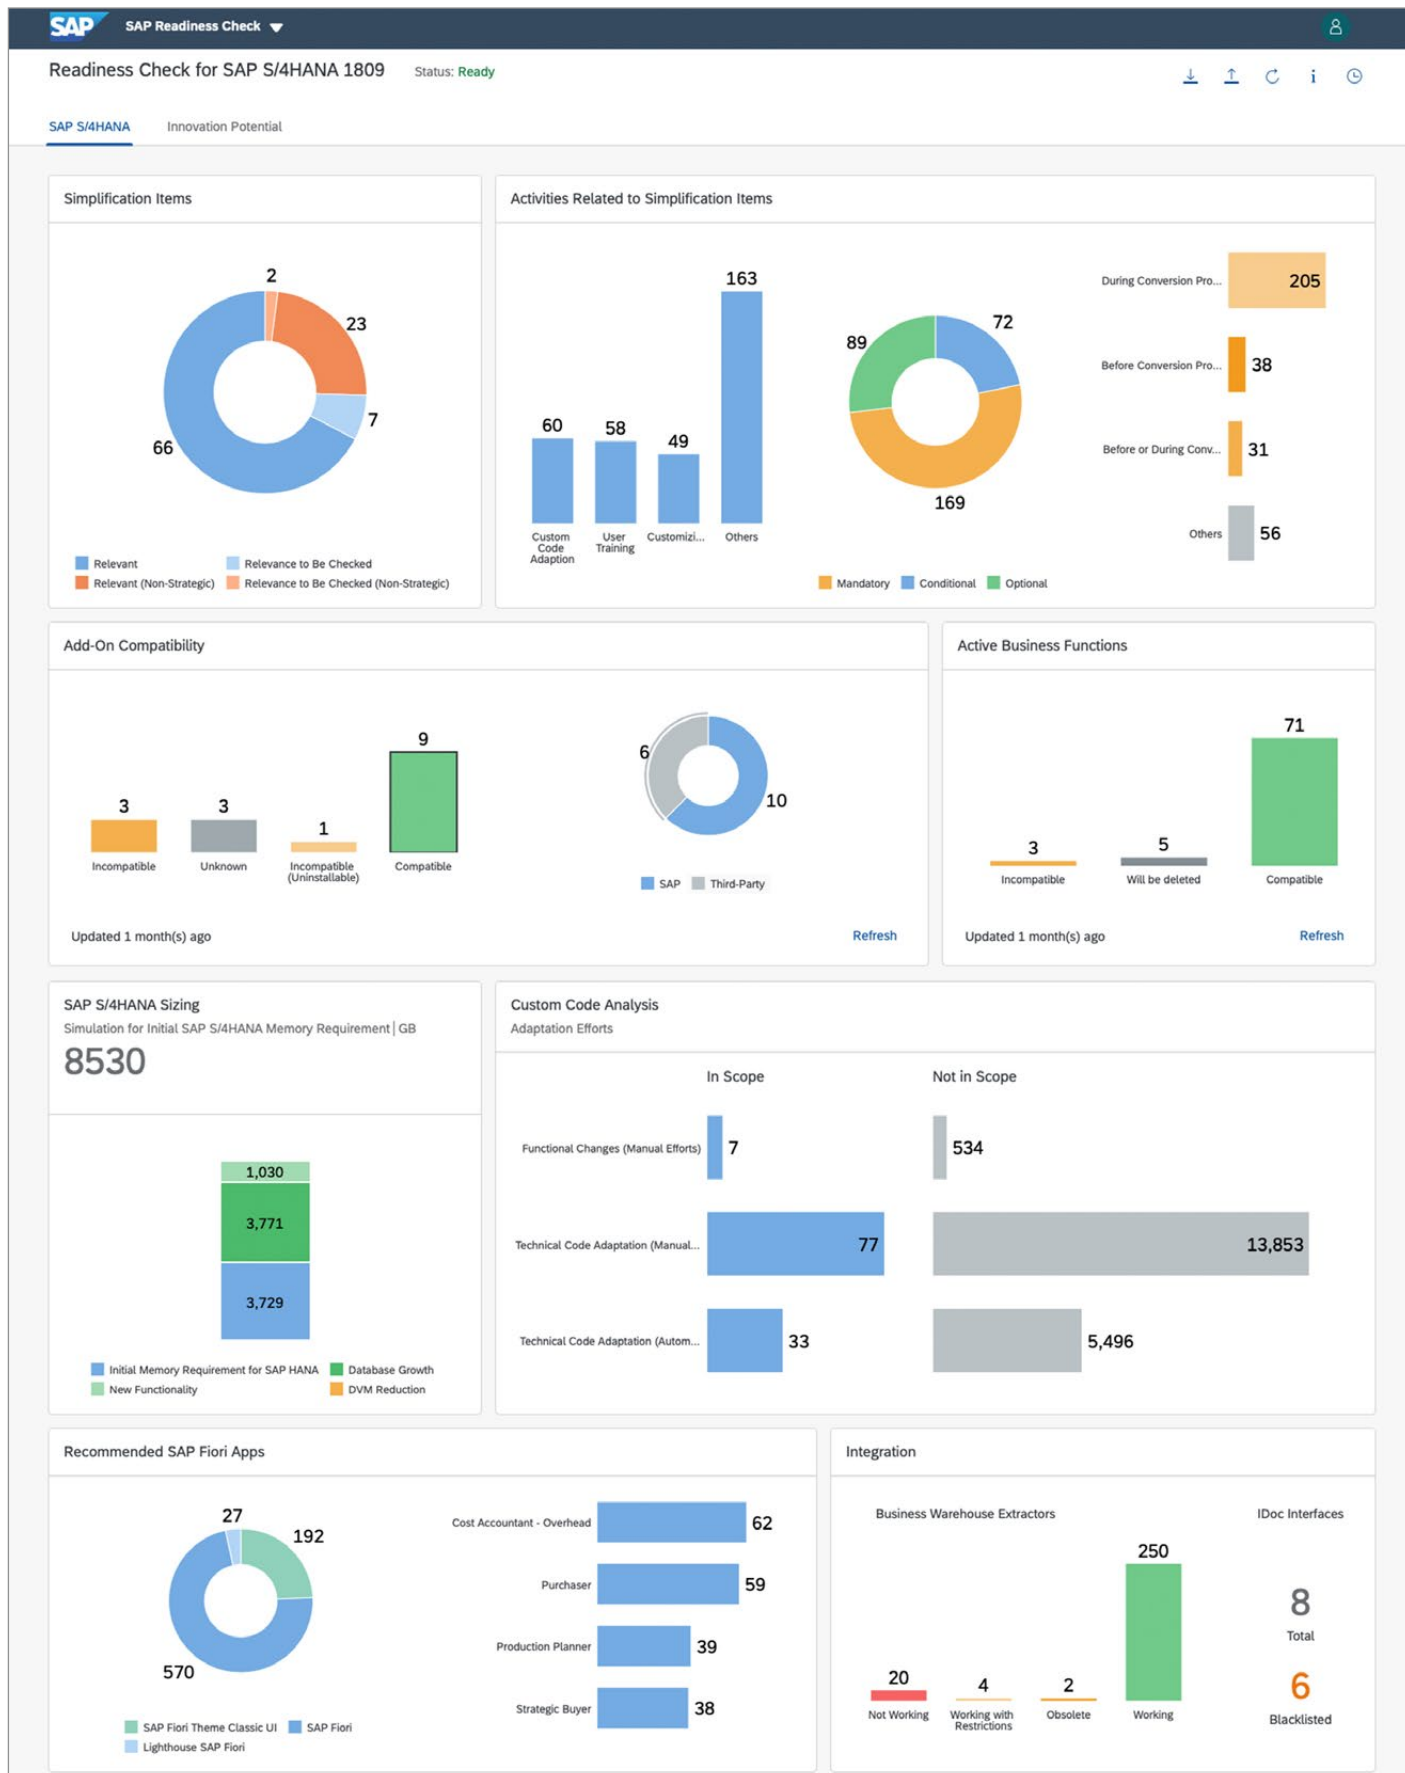 SAP SAP Readiness Check
Readiness Check for SAP S/4HANA 1809 Status: Ready
SAP S/4HANA Innovation Potential
Simplification Items
2
23
7
66
Relevant Relevance to Be Checked
Relevant (Non-Strategic) Relevance to Be Checked (Non-Strategic)
Activities Related to Simplification Items
163
60
58
49
Custom Code Adaption
User Training
Customizi...
Others
89
72
169
Mandatory Conditional Optional
During Conversion Pro... 205
Before Conversion Pro... 38
Before or During Conv... 31
Others 56
Add-On Compatibility
3
3
1
9
Incompatible
Unknown
Incompatible
(Uninstallable)
Compatible
6
10
SAP Third-Party
Updated 1 month(s) ago Refresh
Active Business Functions
3
5
71
Incompatible
Will be deleted
Compatible
Updated 1 month(s) ago Refresh
SAP S/4HANA Sizing
Simulation for Initial SAP S/4HANA Memory Requirement | GB
8530
1,030
3,771
3,729
Initial Memory Requirement for SAP HANA Database Growth
New Functionality DVM Reduction
Custom Code Analysis
Adaptation Efforts
In Scope Not in Scope
Functional Changes (Manual Efforts) 7 534
Technical Code Adaptation (Manual... 77 13,853
Technical Code Adaptation (Autom... 33 5,496
Recommended SAP Fiori Apps
27
192
570
SAP Fiori Theme Classic UI SAP Fiori
Lighthouse SAP Fiori
Cost Accountant - Overhead 62
Purchaser 59
Production Planner 39
Strategic Buyer 38
Integration
Business Warehouse Extractors
20
4
2
250
Not Working
Working with
Restrictions
Obsolete
Working
IDoc Interfaces
8
Total
6
Blacklisted